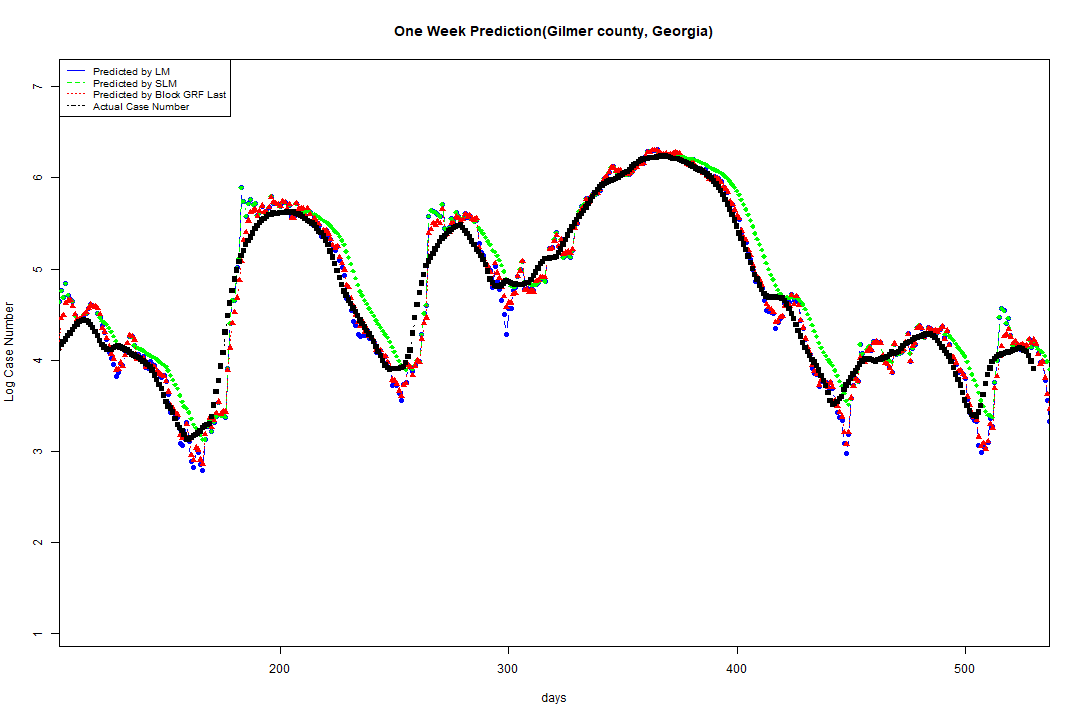 One Week Prediction(Gilmer county, Georgia)
Predicted by LM
Predicted by SLM
Predicted by Block GRF Last
Actual Case Number
7
6
5
4
3
2
1
Log Case Number
200
300
400
500
days